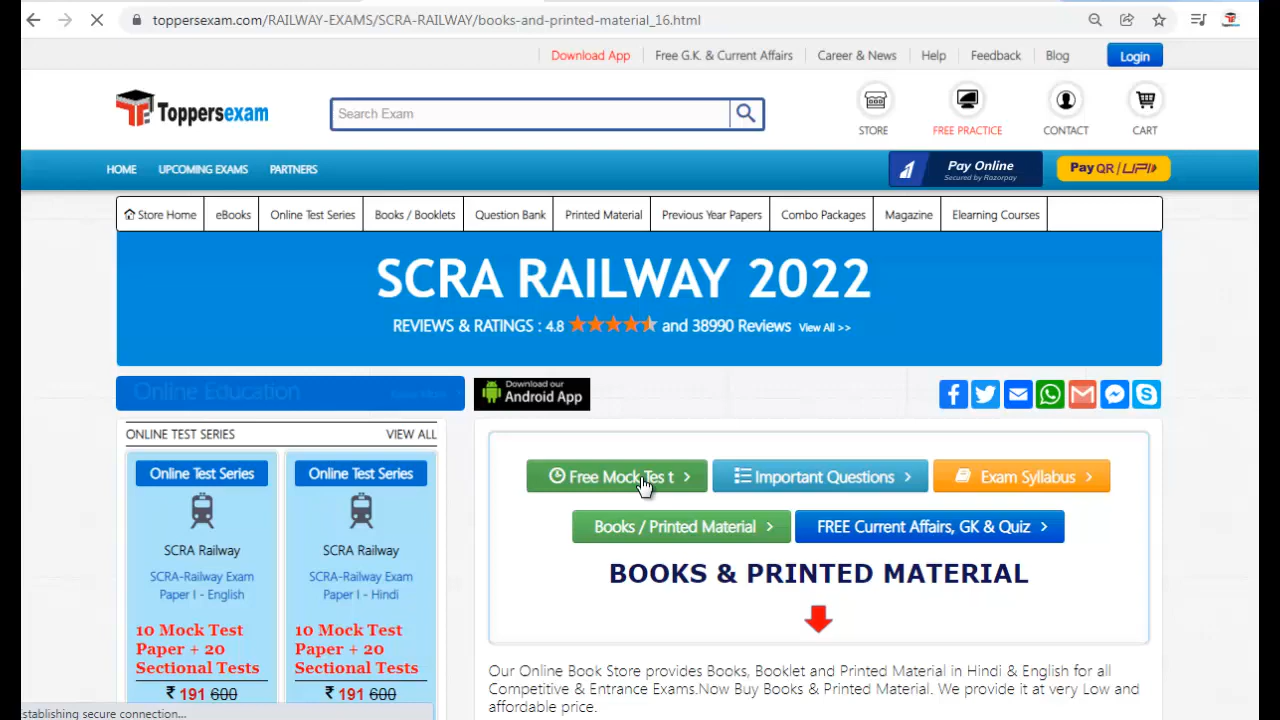 toppersexam.com/RAILWAY-EXAMS/SCRA-RAILWAY/books-and-printed-material_16.html
Download App
Free G.K. & Current Affairs
Career & News
Help
Feedback
Blog
Login
Toppersexam
Search Exam
STORE
FREE PRACTICE
CONTACT
CART
HOME
UPCOMING EXAMS
PARTNERS
Pay Online
Secured by Razorpay
Pay QR / UPI
Store Home
eBooks
Online Test Series
Books / Booklets
Question Bank
Printed Material
Previous Year Papers
Combo Packages
Magazine
Elearning Courses
SCRA RAILWAY 2022
REVIEWS & RATINGS : 4.8 and 38990 Reviews View All >>
Online Education
Download our
Android App
ONLINE TEST SERIES
VIEW ALL
Online Test Series
SCRA Railway
SCRA-Railway Exam
Paper I - English
10 Mock Test
Paper + 20
Sectional Tests
₹ 191 600
Online Test Series
SCRA Railway
SCRA-Railway Exam
Paper I - Hindi
10 Mock Test
Paper + 20
Sectional Tests
₹ 191 600
Free Mock Tes t
Important Questions
Exam Syllabus
Books / Printed Material
FREE Current Affairs, GK & Quiz
BOOKS & PRINTED MATERIAL
Our Online Book Store provides Books, Booklet and Printed Material in Hindi & English for all
Competitive & Entrance Exams.Now Buy Books & Printed Material. We provide it at very Low and
affordable price.
stablishing secure connection...